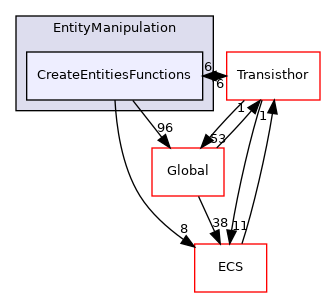 EntityManipulation
6
CreateEntitiesFunctions
Transisthor
6
1
1
96
53
Global
38
11
8
ECS